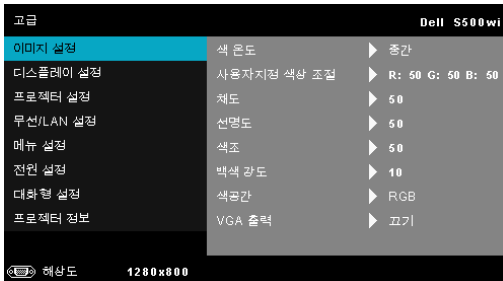 고급 Dell S500wi
이미지 설정 색 온도 중간
디스플레이 설정 사용자지정 색상 조절 R: 50 G: 50 B: 50
프로젝터 설정 채도 50
무선/LAN 설정 선명도 50
메뉴 설정 색조 50
전원 설정 백색 강도 10
대화형 설정 색공간 RGB
프로젝터 정보 VGA 출력 끄기
해상도 1280x800